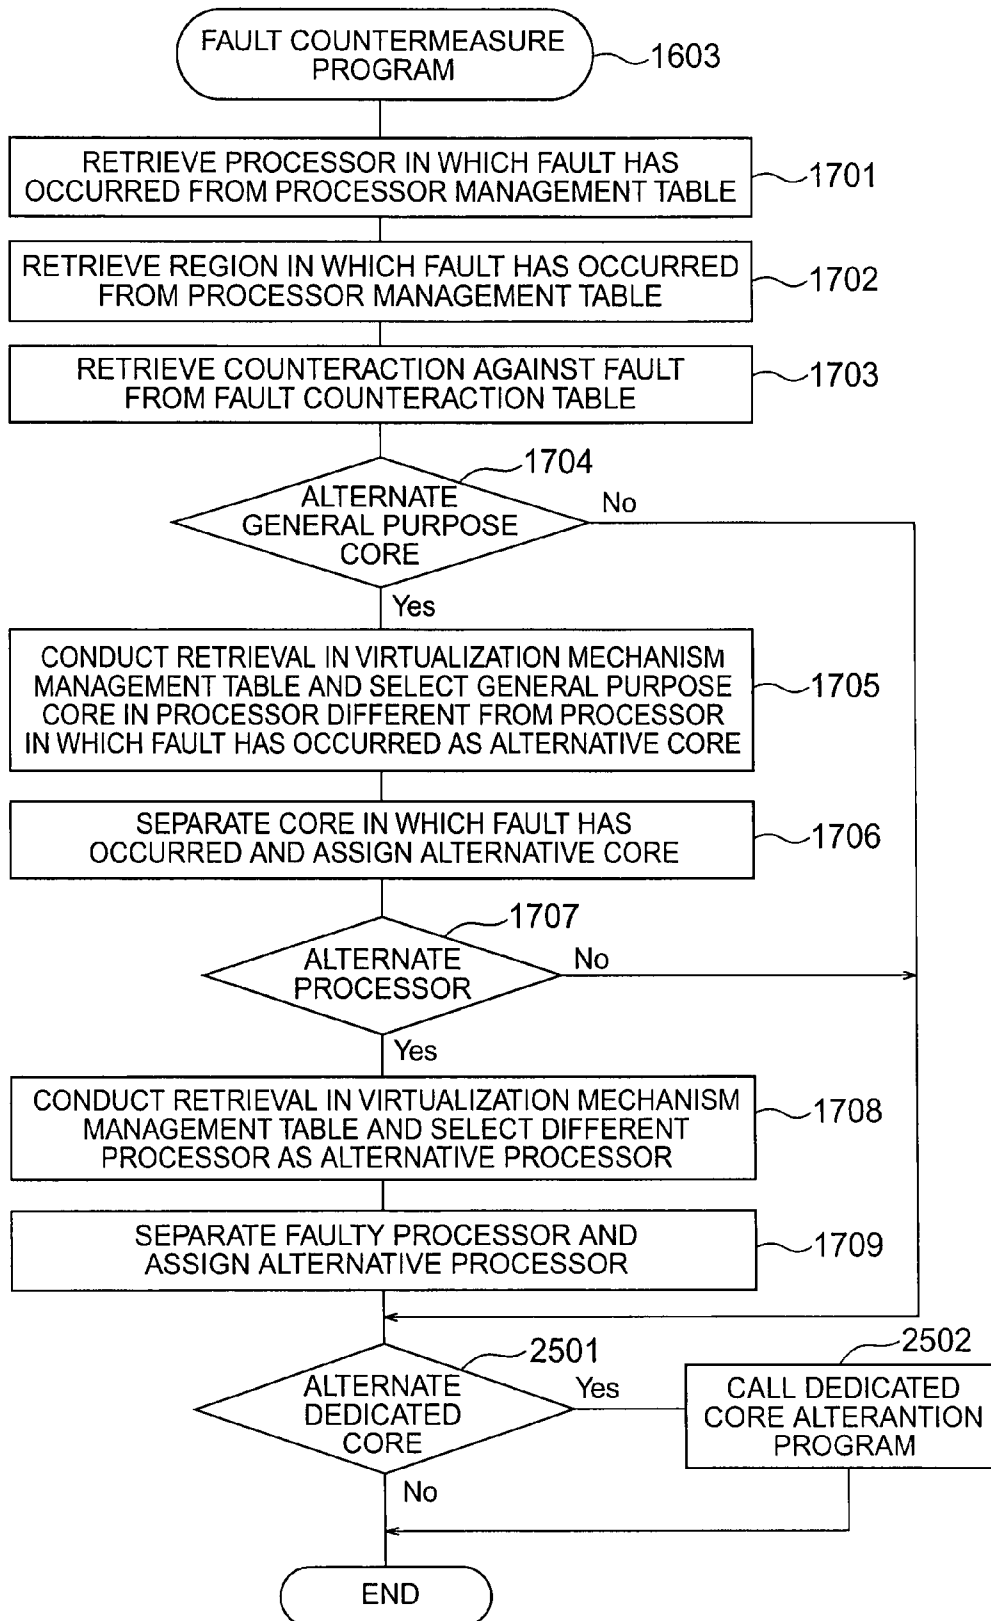 FAULT COUNTERMEASURE
PROGRAM
1603
RETRIEVE PROCESSOR IN WHICH FAULT HAS
OCCURRED FROM PROCESSOR MANAGEMENT TABLE
1701
RETRIEVE REGION IN WHICH FAULT HAS OCCURRED
FROM PROCESSOR MANAGEMENT TABLE
1702
RETRIEVE COUNTERACTION AGAINST FAULT
FROM FAULT COUNTERACTION TABLE
1703
1704
ALTERNATE
GENERAL PURPOSE
CORE
No
Yes
CONDUCT RETRIEVAL IN VIRTUALIZATION MECHANISM
MANAGEMENT TABLE AND SELECT GENERAL PURPOSE
CORE IN PROCESSOR DIFFERENT FROM PROCESSOR
IN WHICH FAULT HAS OCCURRED AS ALTERNATIVE CORE
1705
SEPARATE CORE IN WHICH FAULT HAS
OCCURRED AND ASSIGN ALTERNATIVE CORE
1706
1707
ALTERNATE
PROCESSOR
No
Yes
CONDUCT RETRIEVAL IN VIRTUALIZATION MECHANISM
MANAGEMENT TABLE AND SELECT DIFFERENT
PROCESSOR AS ALTERNATIVE PROCESSOR
1708
SEPARATE FAULTY PROCESSOR AND
ASSIGN ALTERNATIVE PROCESSOR
1709
2501
ALTERNATE
DEDICATED
CORE
Yes
No
2502
CALL DEDICATED
CORE ALTERANTION
PROGRAM
END